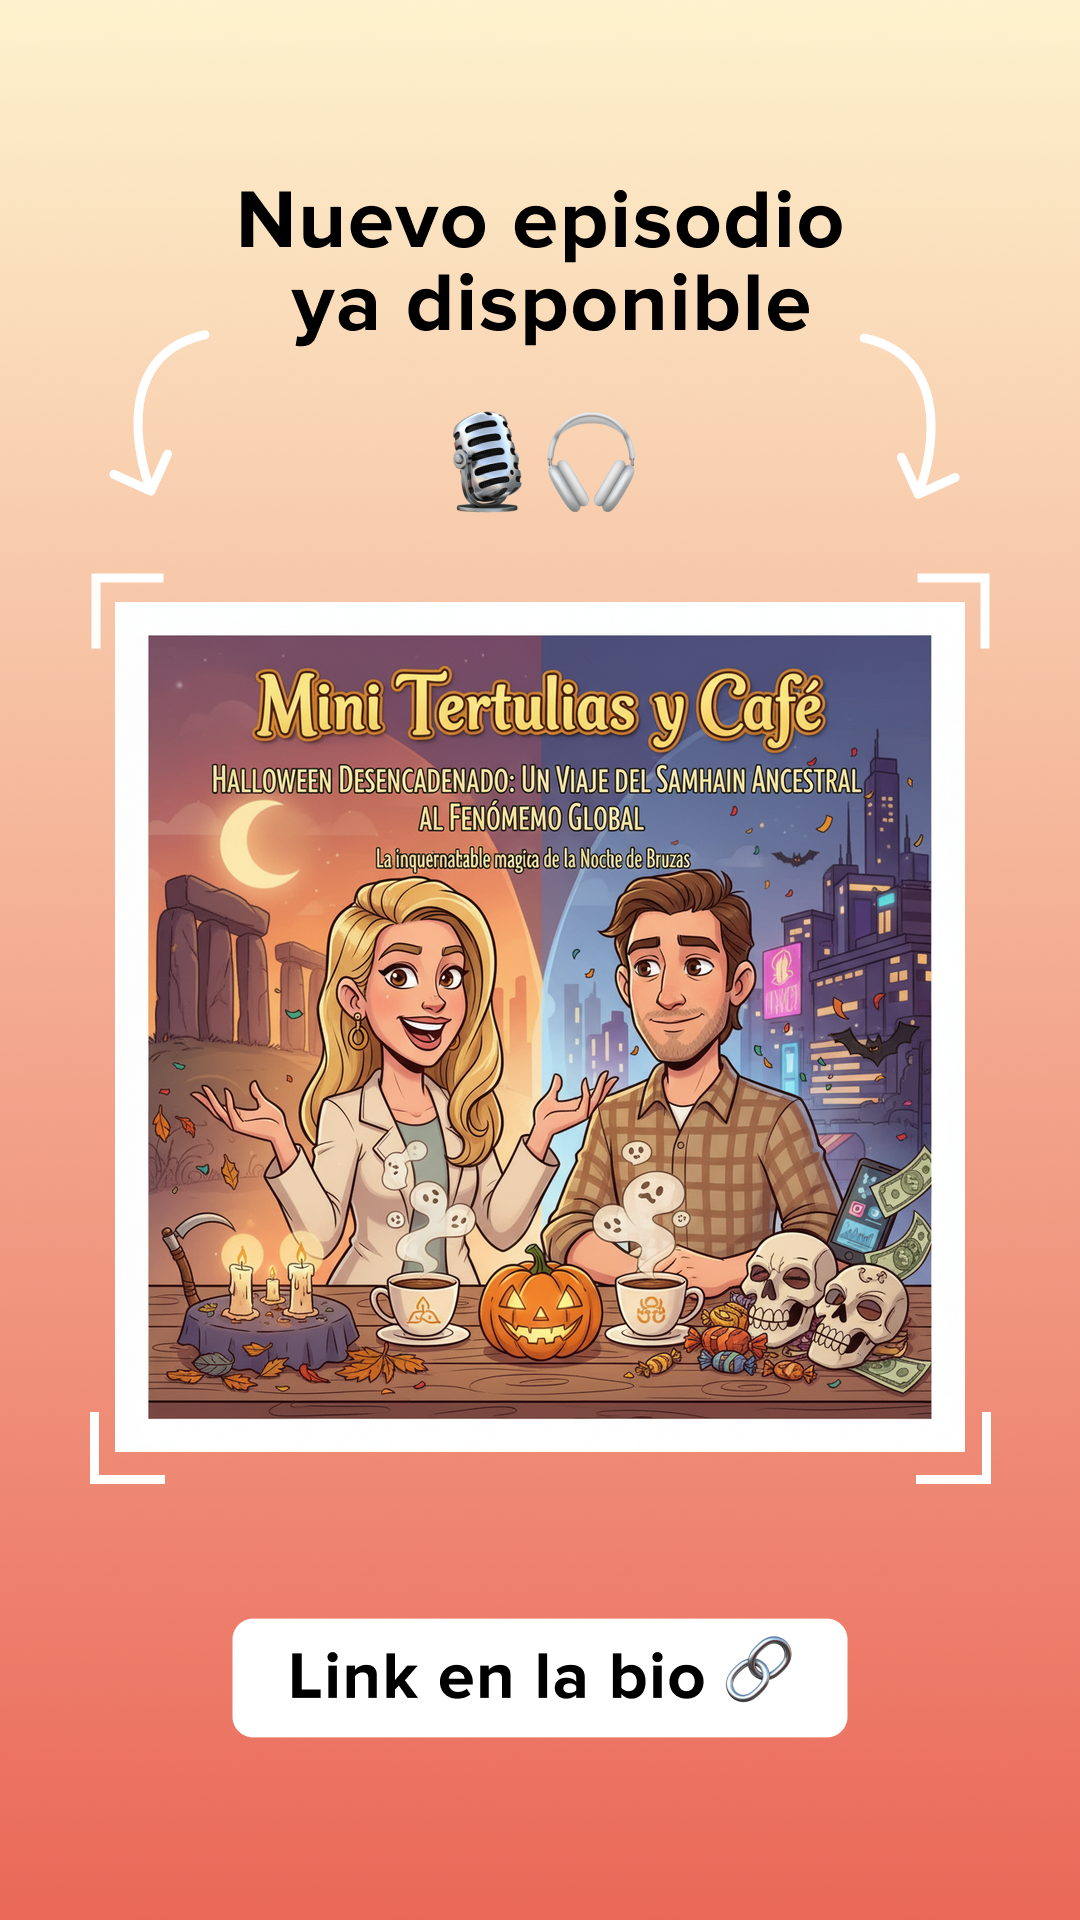 Nuevo episodio
ya disponible
Mini Tertulias y Café
HALLOWEEN DESENCADENADO: UN VIAJE DEL SAMHAIN ANCESTRAL
AL FENÓMEMO GLOBAL
La inquernatable magica de la Noche de Bruzas
Link en la bio